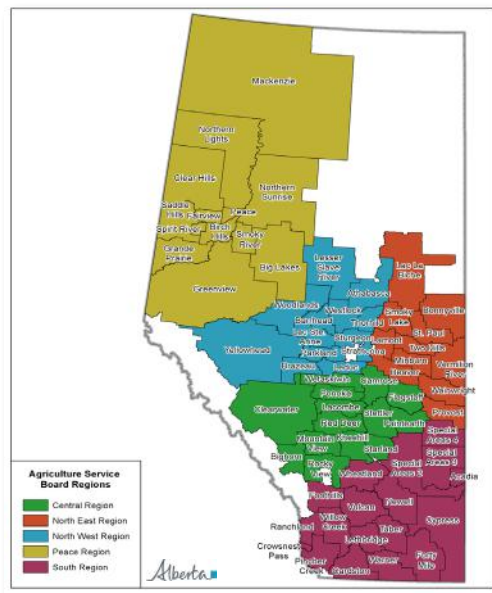 Mackenzie
Northern
Lights
Clear Hills
Northern
Sunrise
Saddle
Hills
Fairview
Peace
Spirit River
Birch
Hills
Smoky
River
Grande
Prairie
Big Lakes
Greenview
Lesser
Slave
River
Lac La
Biche
Athabasca
Woodlands
Westlock
Barrhead
Thorhild
Smoky
Lake
Bonnyville
St. Paul
Lac Ste.
Anne
Sturgeon
Lamont
Two Hills
Yellowhead
Parkland
Strathcona
Minburn
Vermilion
River
Brazeau
Leduc
Beaver
Wetaskiwin
Camrose
Wainwright
Ponoka
Flagstaff
Clearwater
Lacombe
Stettler
Provost
Red Deer
Paintearth
Mountain
View
Kneehill
Starland
Special
Areas 4
Bighorn
Rocky
View
Wheatland
Special
Areas 2
Special
Areas 3
Acadia
Foothills
Vulcan
Newell
Cypress
Ranchland
Willow
Creek
Taber
Crowsnest
Pass
Lethbridge
Pincher
Creek
Cardston
Warner
Forty
Mile
Agriculture Service
Board Regions
Central Region
North East Region
North West Region
Peace Region
South Region
Alberta